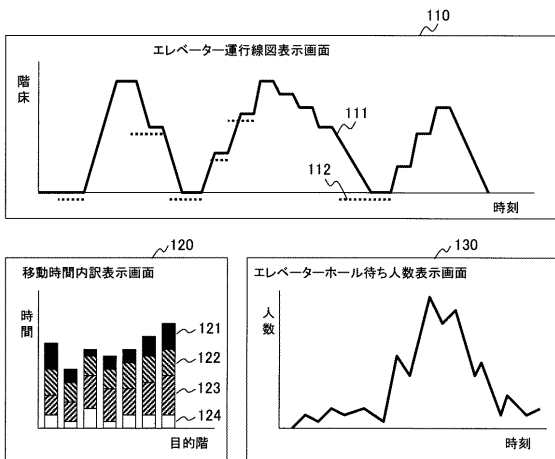 110
エレベーター運行線図表示画面
階床
111
112
時刻
120
移動時間内訳表示画面
時間
121
122
123
124
目的階
130
エレベーターホール待ち人数表示画面
人数
時刻